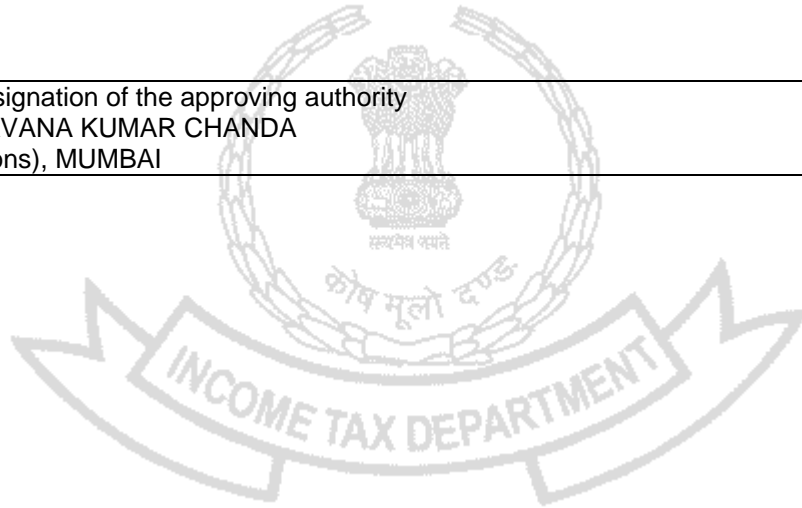 signation of the approving authority
VANA KUMAR CHANDA
ons), MUMBAI
सत्यमेव जयते
कोष मूलो दण्डः
INCOME TAX DEPARTMENT